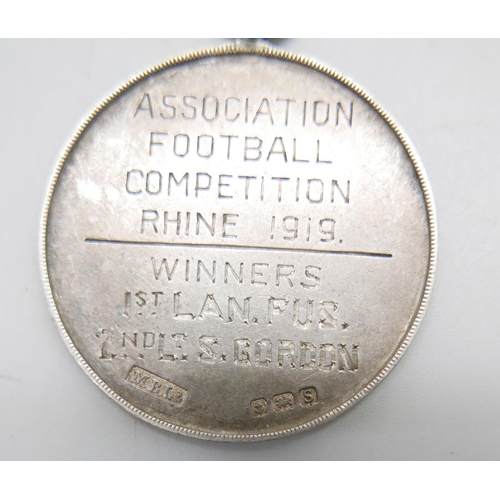 ASSOCIATION
FOOTBALL
COMPETITION
RHINE 1919.
WINNERS
1ST LAN. FUS.
2ND LT. S. GORDON
S